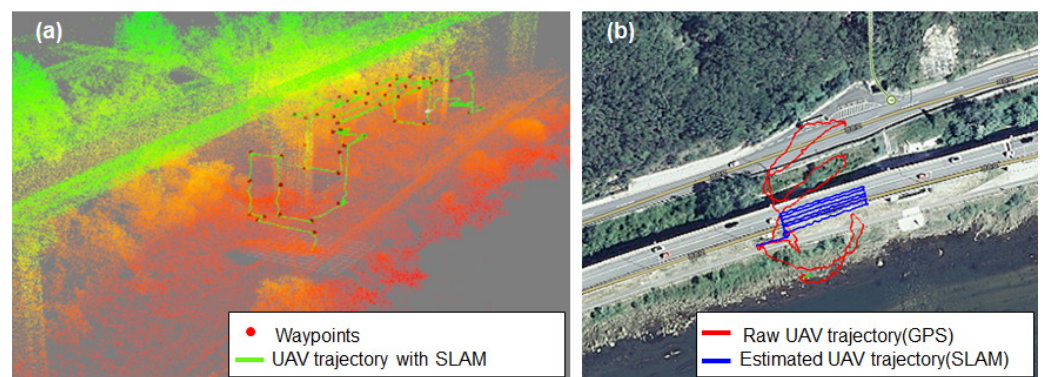 (a)
Waypoints
UAV trajectory with SLAM
(b)
Raw UAV trajectory(GPS)
Estimated UAV trajectory(SLAM)